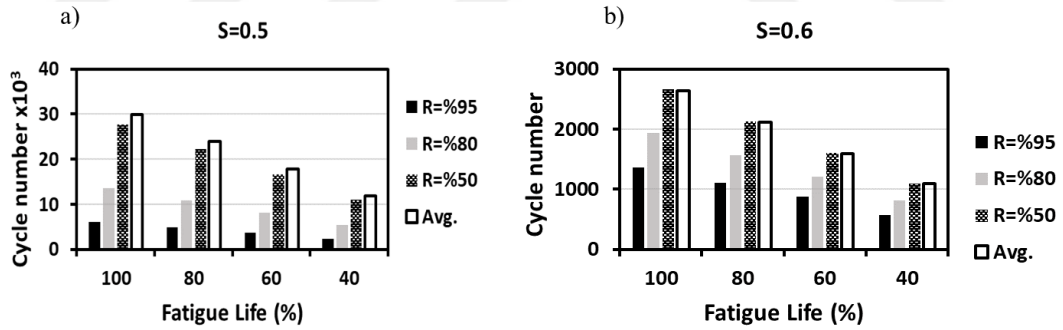 a)
S=0.5
Cycle number x10³
40
30
20
10
0
100 80 60 40
Fatigue Life (%)
R=%95
R=%80
R=%50
Avg.
b)
S=0.6
Cycle number
3000
2000
1000
0
100 80 60 40
Fatigue Life (%)
R=%95
R=%80
R=%50
Avg.